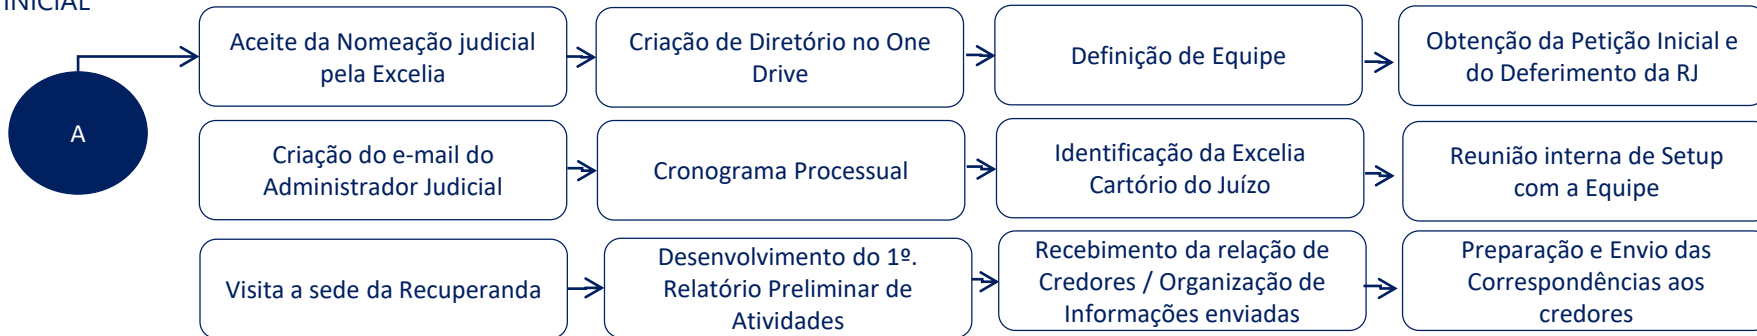 INICIAL
A
Aceite da Nomeação judicial
pela Excelia
Criação de Diretório no One
Drive
Definição de Equipe
Obtenção da Petição Inicial e
do Deferimento da RJ
Criação do e-mail do
Administrador Judicial
Cronograma Processual
Identificação da Excelia
Cartório do Juízo
Reunião interna de Setup
com a Equipe
Visita a sede da Recuperanda
Desenvolvimento do 1º.
Relatório Preliminar de
Atividades
Recebimento da relação de
Credores / Organização de
Informações enviadas
Preparação e Envio das
Correspondências aos
credores